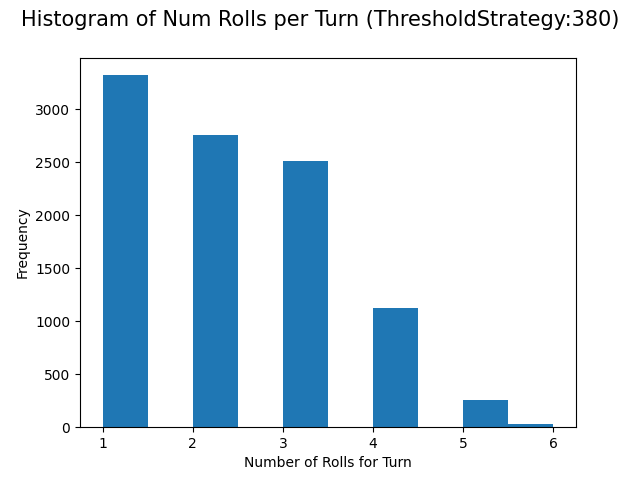 Histogram of Num Rolls per Turn (ThresholdStrategy:380)
3000
2500
2000
1500
1000
500
0
Frequency
1 2 3 4 5 6
Number of Rolls for Turn